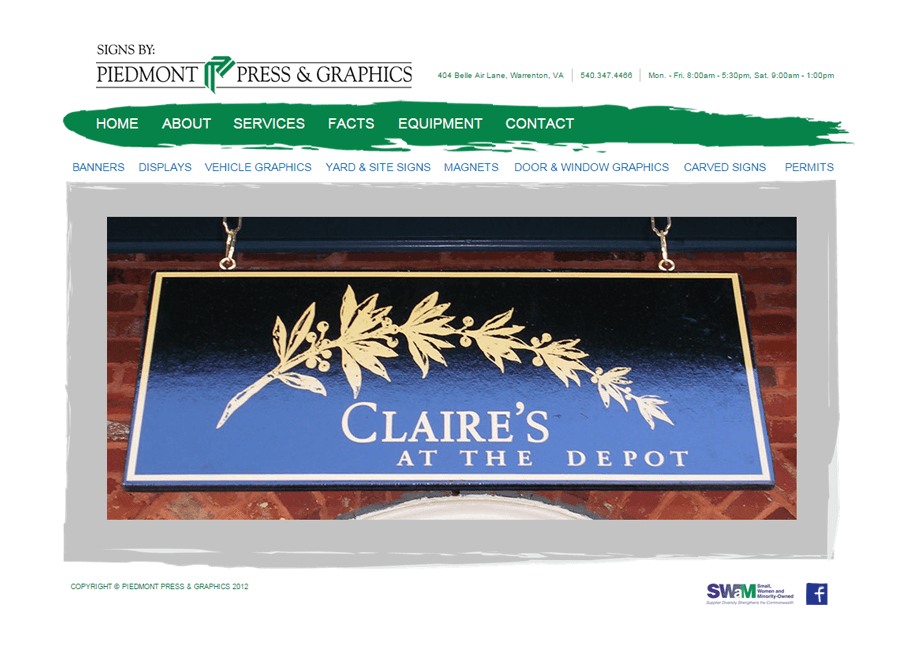 SIGNS BY:
PIEDMONT PRESS & GRAPHICS
404 Belle Air Lane, Warrenton, VA | 540.347.4466 | Mon. - Fri. 8:00am - 5:30pm, Sat. 9:00am - 1:00pm
HOME ABOUT SERVICES FACTS EQUIPMENT CONTACT
BANNERS DISPLAYS VEHICLE GRAPHICS YARD & SITE SIGNS MAGNETS DOOR & WINDOW GRAPHICS CARVED SIGNS PERMITS
CLAIRE'S
AT THE DEPOT
COPYRIGHT © PIEDMONT PRESS & GRAPHICS 2012
SWaM
Small,
Women and
Minority-Owned
Supplier Diversity Strengthens the Commonwealth
f